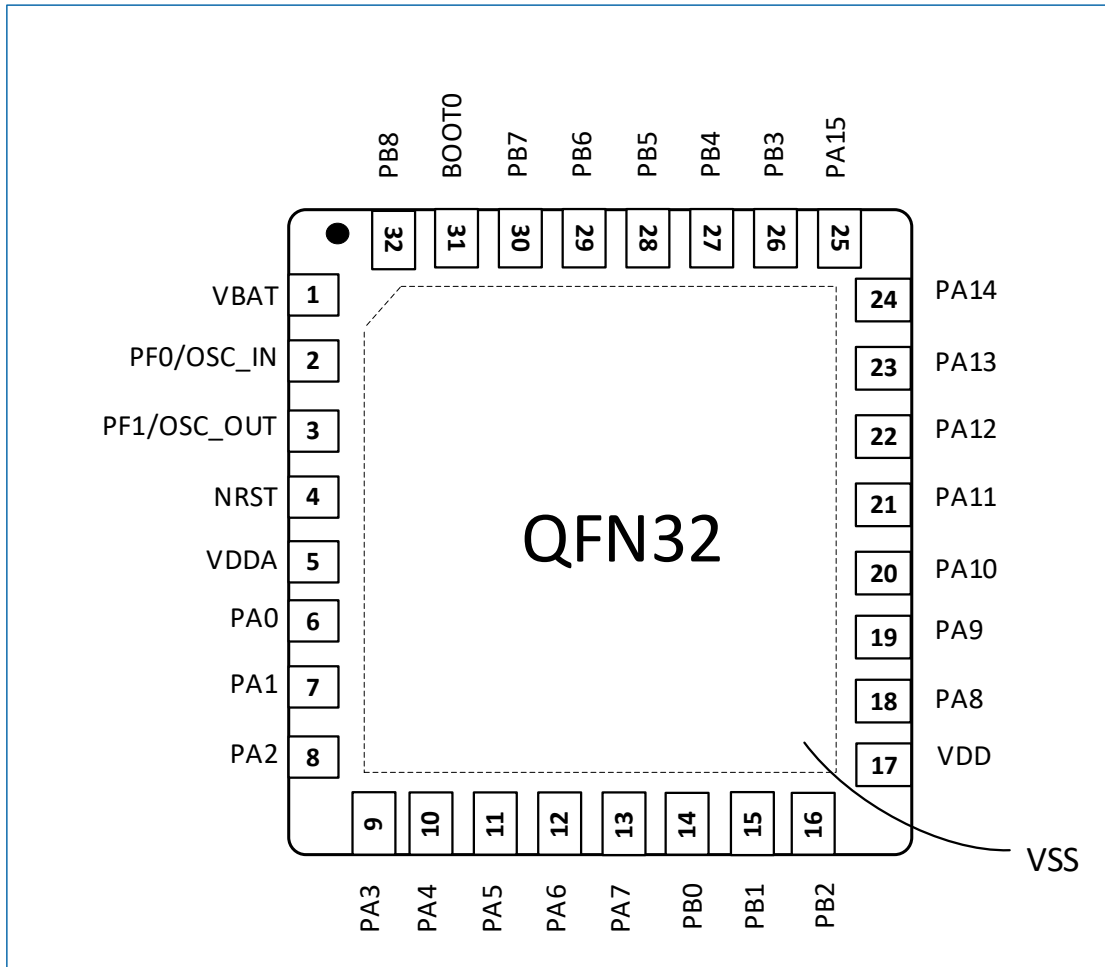 PB8
BOOT0
PB7
PB6
PB5
PB4
PB3
PA15
32
31
30
29
28
27
26
25
VBAT 1
PF0/OSC_IN 2
PF1/OSC_OUT 3
NRST 4
VDDA 5
PA0 6
PA1 7
PA2 8
QFN32
24 PA14
23 PA13
22 PA12
21 PA11
20 PA10
19 PA9
18 PA8
17 VDD
9
10
11
12
13
14
15
16
VSS
PA3
PA4
PA5
PA6
PA7
PB0
PB1
PB2